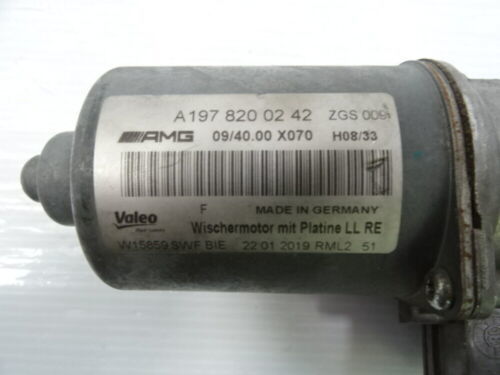 A 197 820 02 42 ZGS 009
AMG 09/40.00 X070 H08/33
F MADE IN GERMANY
Valeo Wischermotor mit Platine LL RE
W15859 SWF BIE 22 01 2019 RML2 51